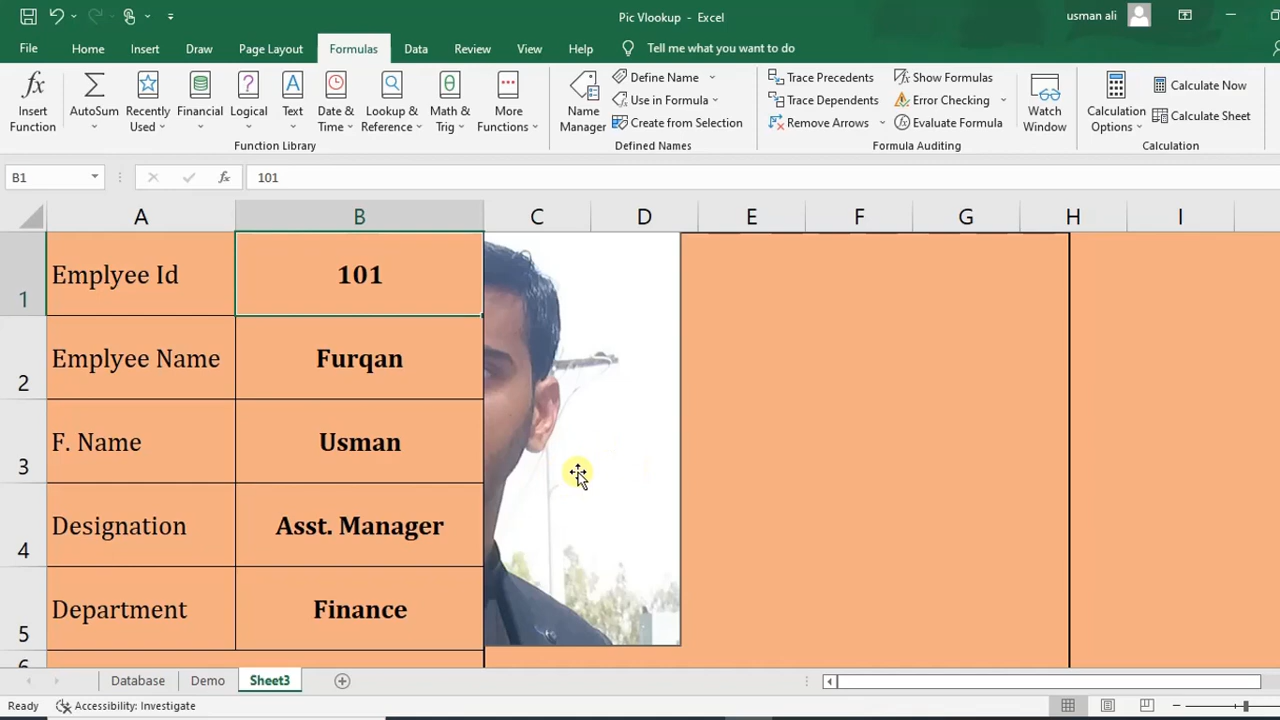 Pic Vlookup - Excel
usman ali
File Home Insert Draw Page Layout Formulas Data Review View Help Tell me what you want to do
Insert Function
AutoSum
Recently Used
Financial
Logical
Text
Date & Time
Lookup & Reference
Math & Trig
More Functions
Function Library
Name Manager
Define Name
Use in Formula
Create from Selection
Defined Names
Trace Precedents
Trace Dependents
Remove Arrows
Show Formulas
Error Checking
Evaluate Formula
Formula Auditing
Watch Window
Calculation Options
Calculate Now
Calculate Sheet
Calculation
B1 fx 101
A B C D E F G H I
1 Emplyee Id 101
2 Emplyee Name Furqan
3 F. Name Usman
4 Designation Asst. Manager
5 Department Finance
6
Database Demo Sheet3
Ready Accessibility: Investigate